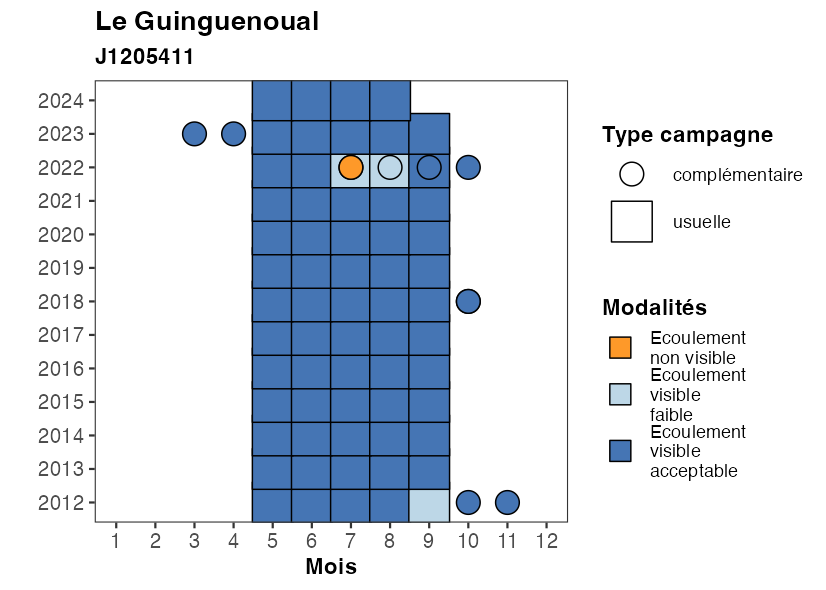 Le Guinguenoual
J1205411
2024
2023
2022
2021
2020
2019
2018
2017
2016
2015
2014
2013
2012
1 2 3 4 5 6 7 8 9 10 11 12
Mois
Type campagne
complémentaire
usuelle
Modalités
Ecoulement
non visible
Ecoulement
visible
faible
Ecoulement
visible
acceptable